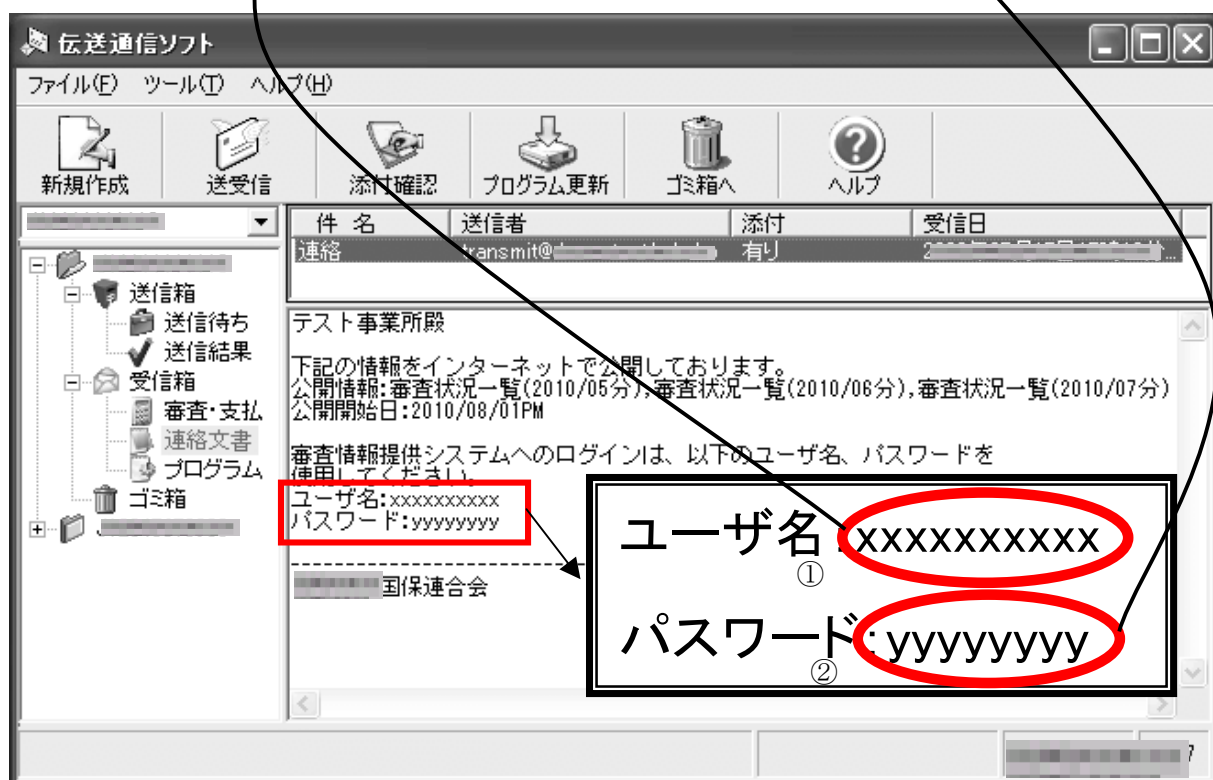 伝送通信ソフト
ファイル(F) ツール(T) ヘルプ(H)
新規作成 送受信 添付確認 プログラム更新 ゴミ箱へ ヘルプ
件 名 送信者 添付 受信日
連絡 transmit@ 有り 2
送信箱
送信待ち
送信結果
受信箱
審査・支払
連絡文書
プログラム
ゴミ箱
テスト事業所殿
下記の情報をインターネットで公開しております。
公開情報:審査状況一覧(2010/05分),審査状況一覧(2010/06分),審査状況一覧(2010/07分)
公開開始日:2010/08/01PM
審査情報提供システムへのログインは、以下のユーザ名、パスワードを
使用してください。
ユーザ名:xxxxxxxxxx
パスワード:yyyyyyyy
国保連合会
ユーザ名:xxxxxxxxxx
①
パスワード:yyyyyyyy
②